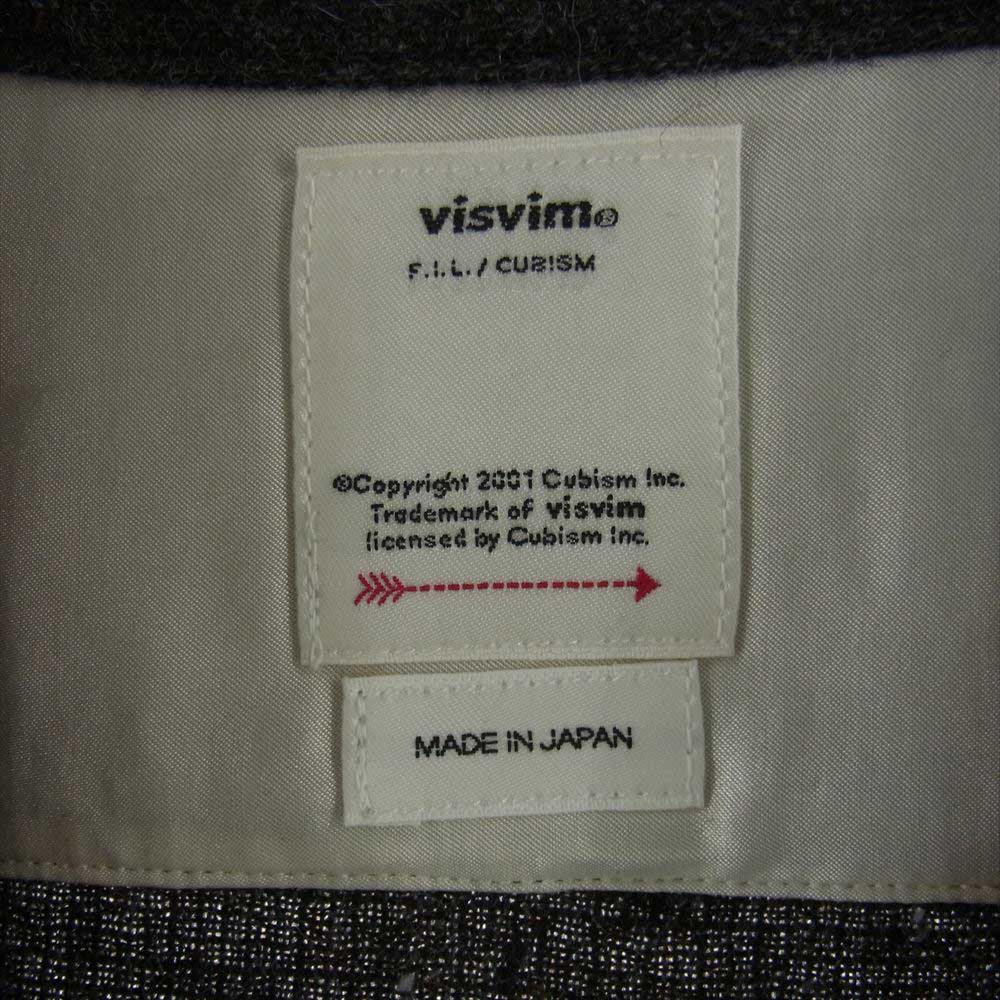 visvim®
F.I.L./ CUBISM
©Copyright 2001 Cubism Inc.
Trademark of visvim
licensed by Cubism Inc.
MADE IN JAPAN